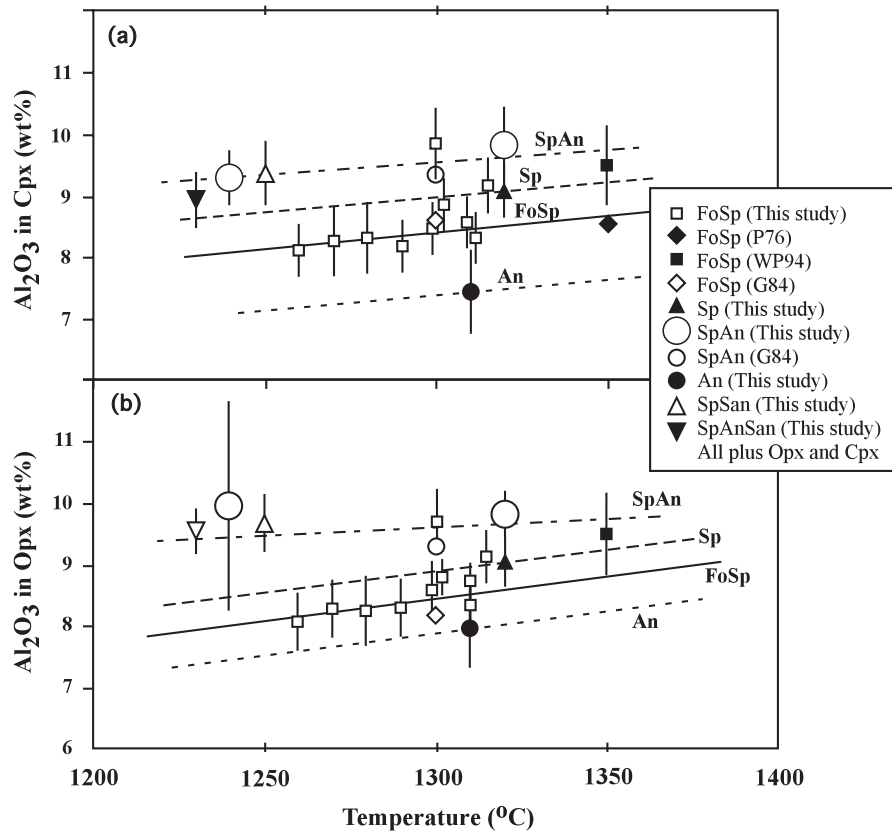 (a)
11
10
9
8
7
Al2O3 in Cpx (wt%)
SpAn
Sp
FoSp
An
FoSp (This study)
FoSp (P76)
FoSp (WP94)
FoSp (G84)
Sp (This study)
SpAn (This study)
SpAn (G84)
An (This study)
SpSan (This study)
SpAnSan (This study)
All plus Opx and Cpx
(b)
11
10
9
8
7
6
Al2O3 in Opx (wt%)
SpAn
Sp
FoSp
An
1200
1250
1300
1350
1400
Temperature (oC)